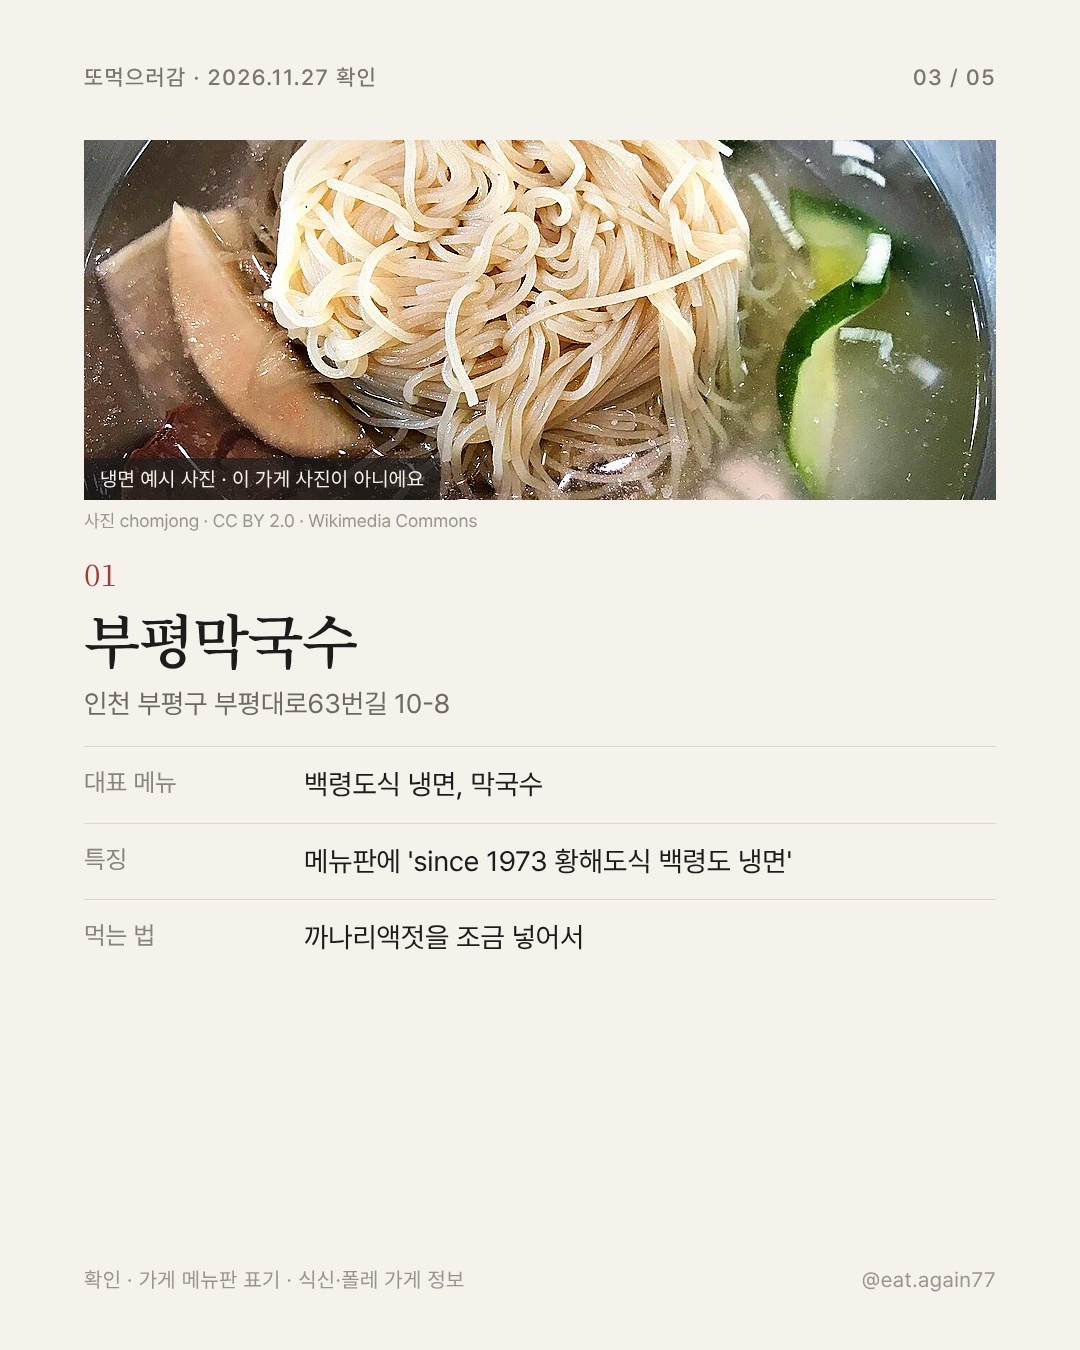 또먹으러감 · 2026.11.27 확인
03 / 05
냉면 예시 사진 · 이 가게 사진이 아니에요
사진 chomjong · CC BY 2.0 · Wikimedia Commons
01
부평막국수
인천 부평구 부평대로63번길 10-8
대표 메뉴 백령도식 냉면, 막국수
특징 메뉴판에 'since 1973 황해도식 백령도 냉면'
먹는 법 까나리액젓을 조금 넣어서
확인 · 가게 메뉴판 표기 · 식신·폴레 가게 정보
@eat.again77